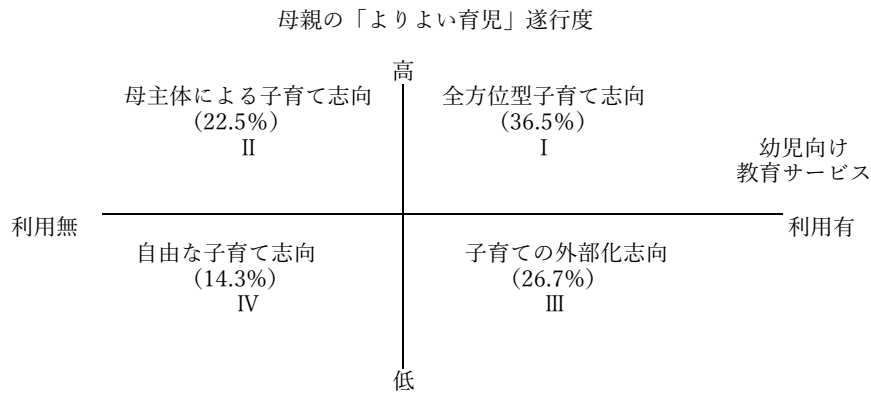 母親の「よりよい育児」遂行度
高
母主体による子育て志向
(22.5%)
Ⅱ
全方位型子育て志向
(36.5%)
Ⅰ
幼児向け
教育サービス
利用無
利用有
自由な子育て志向
(14.3%)
Ⅳ
子育ての外部化志向
(26.7%)
Ⅲ
低